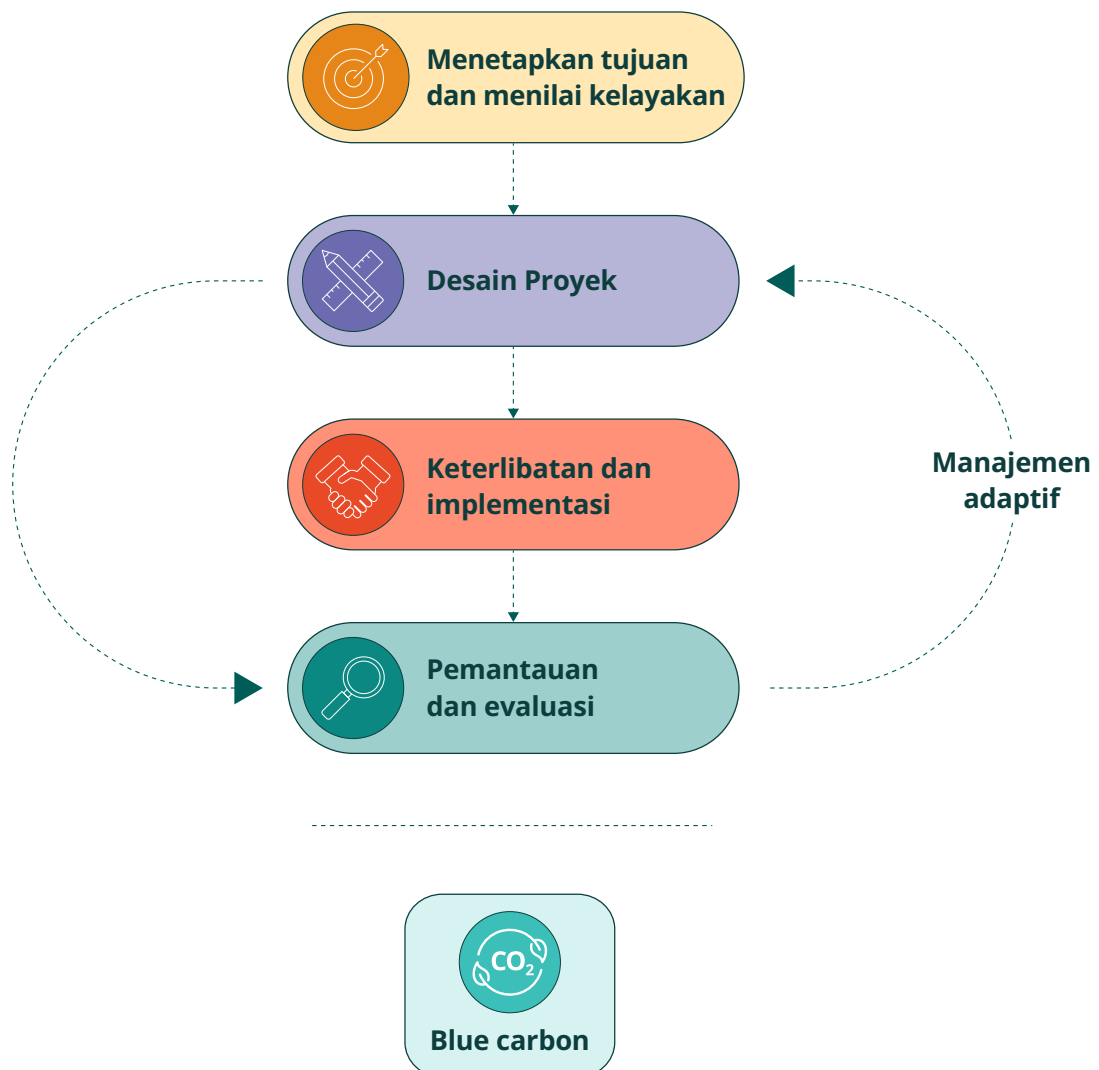 Menetapkan tujuan
dan menilai kelayakan
Desain Proyek
Keterlibatan dan
implementasi
Manajemen
adaptif
Pemantauan
dan evaluasi
CO₂
Blue carbon